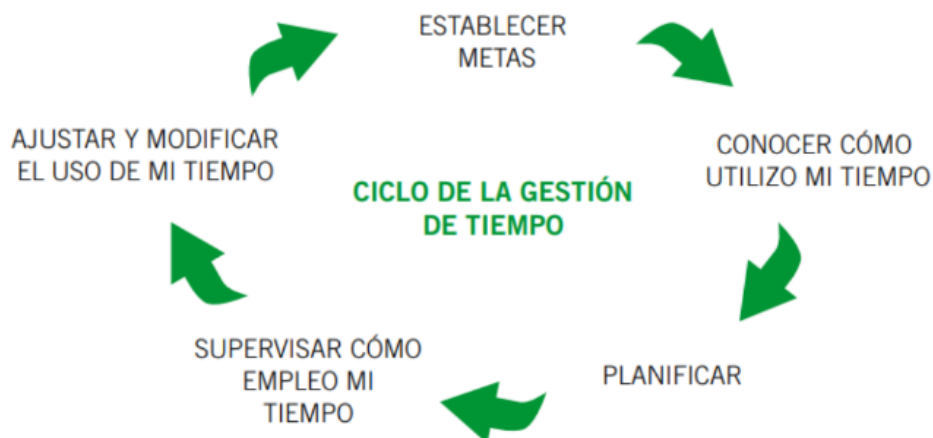 ESTABLECER
METAS
CONOCER CÓMO
UTILIZO MI TIEMPO
PLANIFICAR
SUPERVISAR CÓMO
EMPLEO MI
TIEMPO
AJUSTAR Y MODIFICAR
EL USO DE MI TIEMPO
CICLO DE LA GESTIÓN
DE TIEMPO